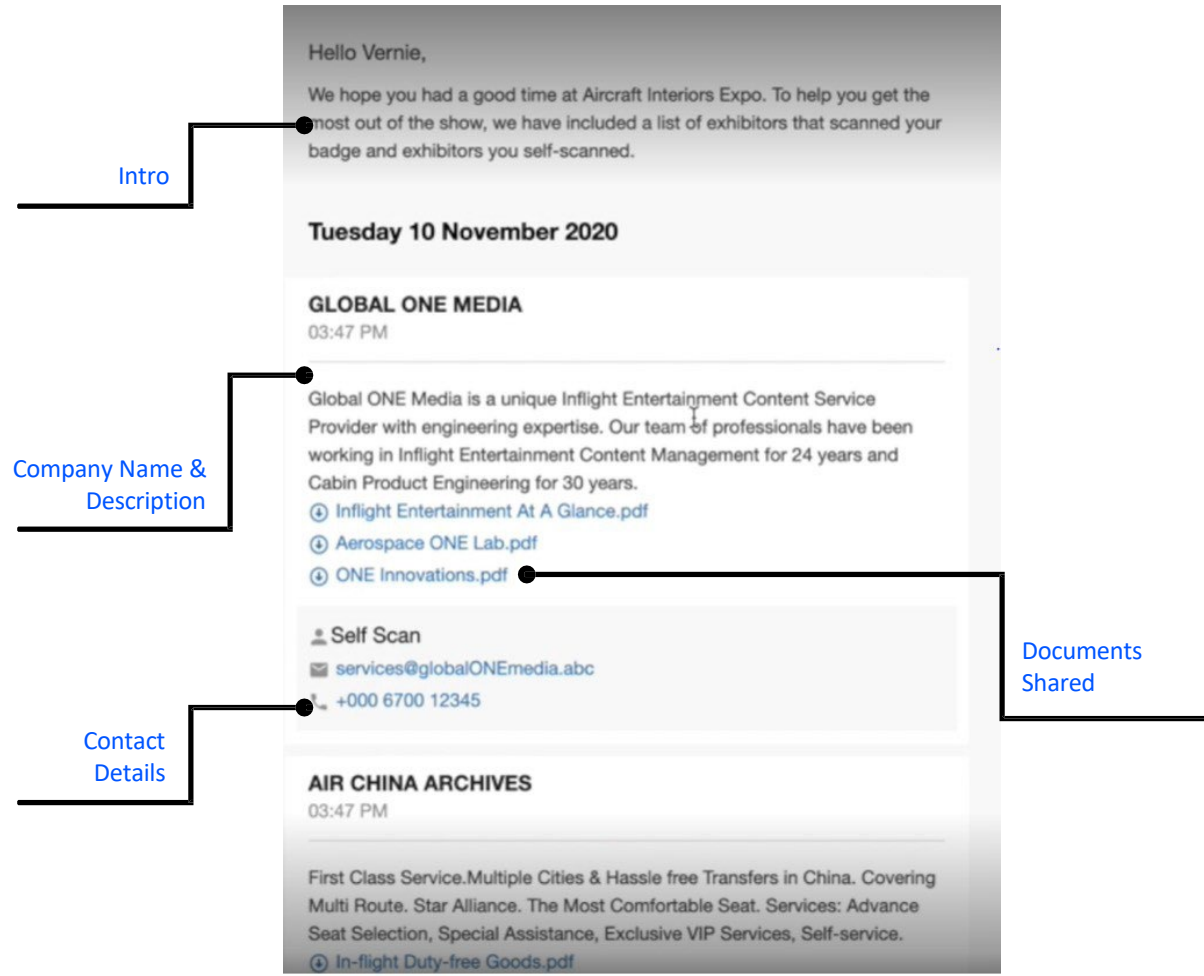 Hello Vernie,
We hope you had a good time at Aircraft Interiors Expo. To help you get the
most out of the show, we have included a list of exhibitors that scanned your
badge and exhibitors you self-scanned.
Intro
Tuesday 10 November 2020
GLOBAL ONE MEDIA
03:47 PM
Global ONE Media is a unique Inflight Entertainment Content Service
Provider with engineering expertise. Our team of professionals have been
working in Inflight Entertainment Content Management for 24 years and
Cabin Product Engineering for 30 years.
Company Name &
Description
Inflight Entertainment At A Glance.pdf
Aerospace ONE Lab.pdf
ONE Innovations.pdf
Documents
Shared
Self Scan
services@globalONEmedia.abc
+000 6700 12345
Contact
Details
AIR CHINA ARCHIVES
03:47 PM
First Class Service.Multiple Cities & Hassle free Transfers in China. Covering
Multi Route. Star Alliance. The Most Comfortable Seat. Services: Advance
Seat Selection, Special Assistance, Exclusive VIP Services, Self-service.
In-flight Duty-free Goods.pdf